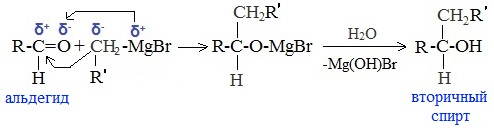 CH₂R' CH₂R'
δ⁺ δ⁻ δ⁻ δ⁺
R-C=O + CH₂-MgBr → R-C-O-MgBr H₂O R-C-OH
-Mg(OH)Br
H R' H H
альдегид вторичный
спирт